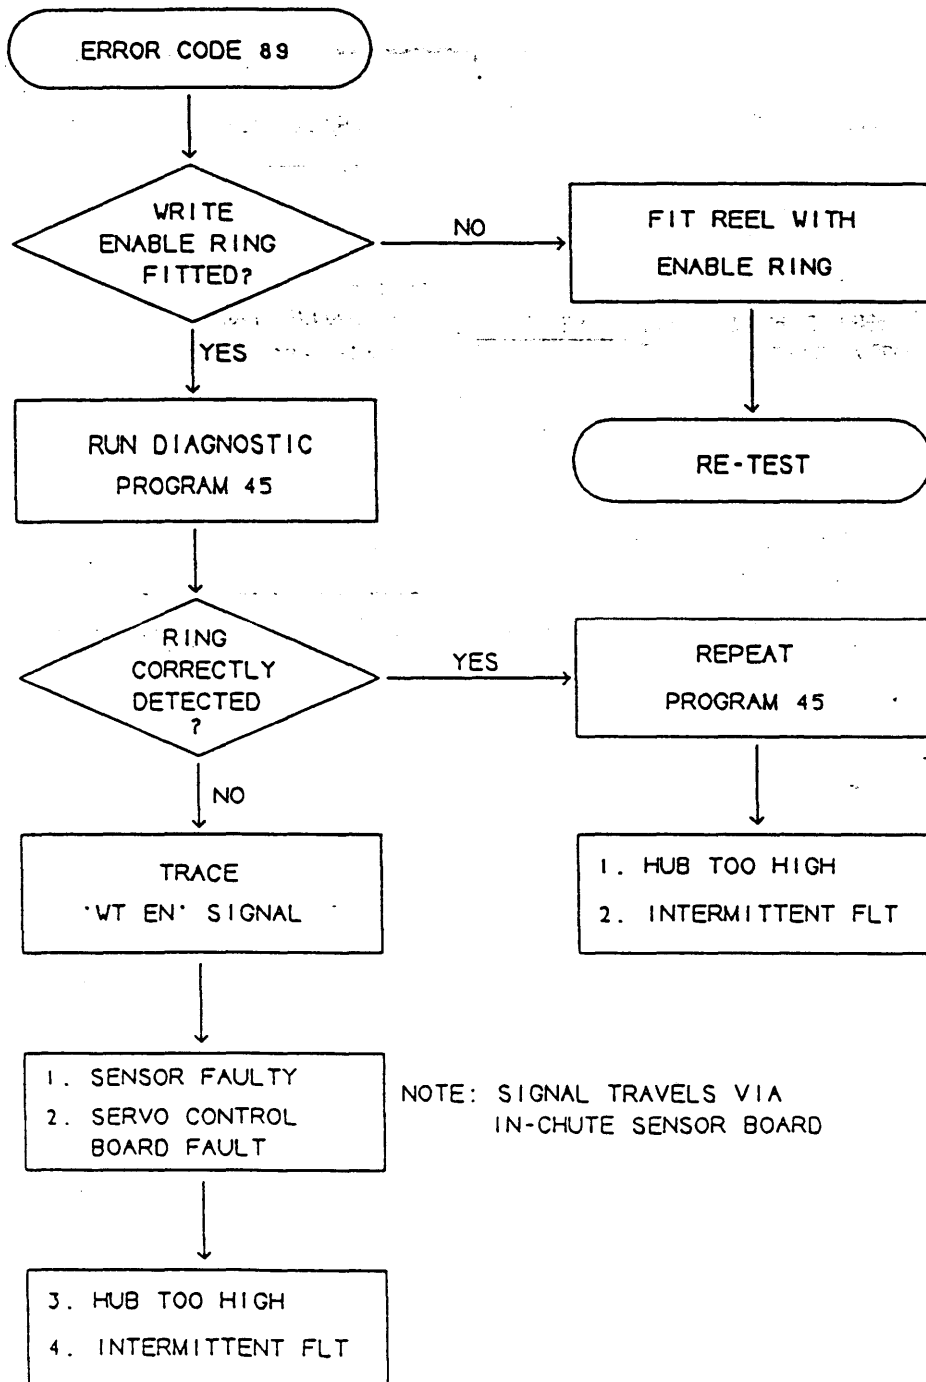 ERROR CODE 89
WRITE
ENABLE RING
FITTED?
NO
FIT REEL WITH
ENABLE RING
YES
RUN DIAGNOSTIC
PROGRAM 45
RE-TEST
RING
CORRECTLY
DETECTED
?
YES
REPEAT
PROGRAM 45
NO
TRACE
'WT EN' SIGNAL
1. HUB TOO HIGH
2. INTERMITTENT FLT
1. SENSOR FAULTY
2. SERVO CONTROL
BOARD FAULT
NOTE: SIGNAL TRAVELS VIA
IN-CHUTE SENSOR BOARD
3. HUB TOO HIGH
4. INTERMITTENT FLT